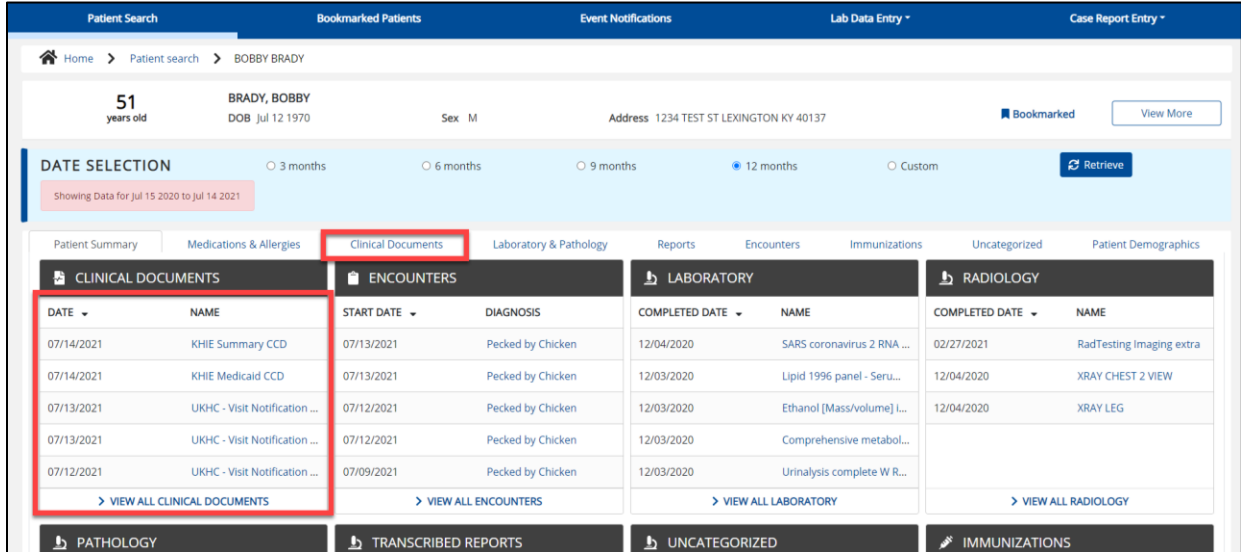 Patient Search Bookmarked Patients Event Notifications Lab Data Entry Case Report Entry
Home > Patient search > BOBBY BRADY
51 BRADY, BOBBY
years old DOB Jul 12 1970 Sex M Address 1234 TEST ST LEXINGTON KY 40137 Bookmarked View More
DATE SELECTION 3 months 6 months 9 months 12 months Custom Retrieve
Showing Data for Jul 15 2020 to Jul 14 2021
Patient Summary Medications & Allergies Clinical Documents Laboratory & Pathology Reports Encounters Immunizations Uncategorized Patient Demographics
CLINICAL DOCUMENTS ENCOUNTERS LABORATORY RADIOLOGY
DATE NAME START DATE DIAGNOSIS COMPLETED DATE NAME COMPLETED DATE NAME
07/14/2021 KHIE Summary CCD 07/13/2021 Pecked by Chicken 12/04/2020 SARS coronavirus 2 RNA ... 02/27/2021 RadTesting Imaging extra
07/14/2021 KHIE Medicaid CCD 07/13/2021 Pecked by Chicken 12/03/2020 Lipid 1996 panel - Seru... 12/04/2020 XRAY CHEST 2 VIEW
07/13/2021 UKHC - Visit Notification ... 07/12/2021 Pecked by Chicken 12/03/2020 Ethanol [Mass/volume] i... 12/04/2020 XRAY LEG
07/13/2021 UKHC - Visit Notification ... 07/12/2021 Pecked by Chicken 12/03/2020 Comprehensive metabol...
07/12/2021 UKHC - Visit Notification ... 07/09/2021 Pecked by Chicken 12/03/2020 Urinalysis complete W R...
> VIEW ALL CLINICAL DOCUMENTS > VIEW ALL ENCOUNTERS > VIEW ALL LABORATORY > VIEW ALL RADIOLOGY
PATHOLOGY TRANSCRIBED REPORTS UNCATEGORIZED IMMUNIZATIONS